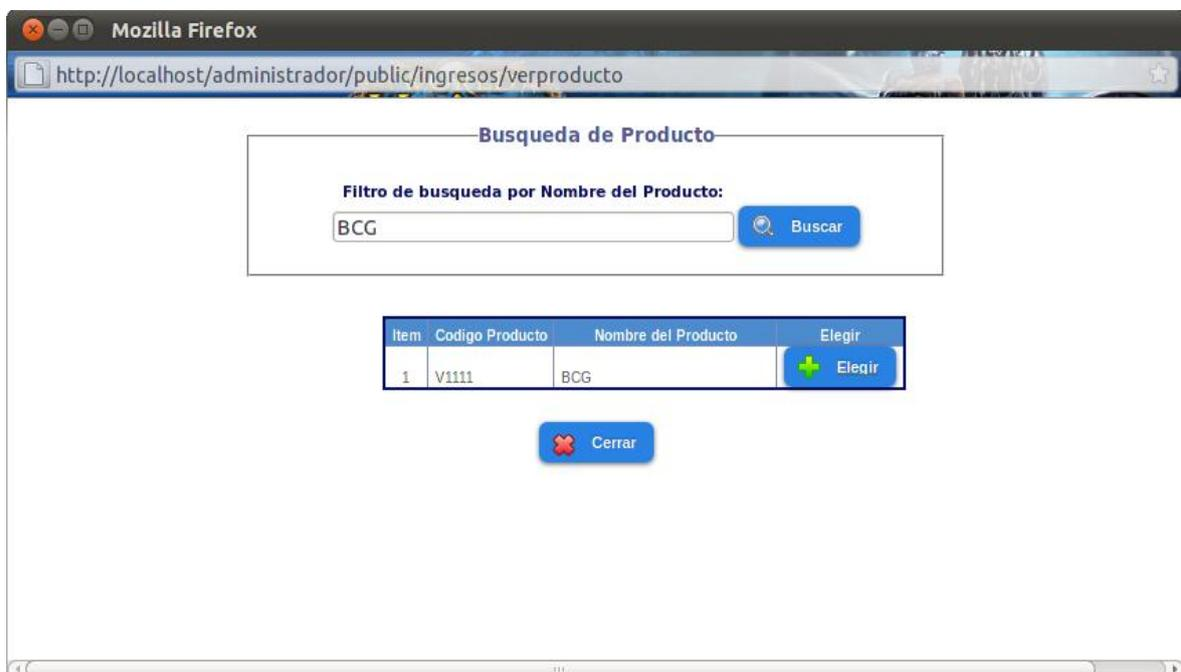 Mozilla Firefox
http://localhost/administrador/public/ingresos/verproducto
Busqueda de Producto
Filtro de busqueda por Nombre del Producto:
BCG Buscar
Item Codigo Producto Nombre del Producto Elegir
1 V1111 BCG Elegir
Cerrar